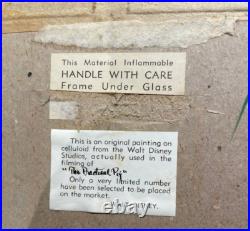 This Material Inflammable
HANDLE WITH CARE
Frame Under Glass
This is an original painting on
celluloid from the Walt Disney
Studios, actually used in the
filming of
"The Practical Pig"
Only a very limited number
have been selected to be placed
on the market.
WALT DISNEY.